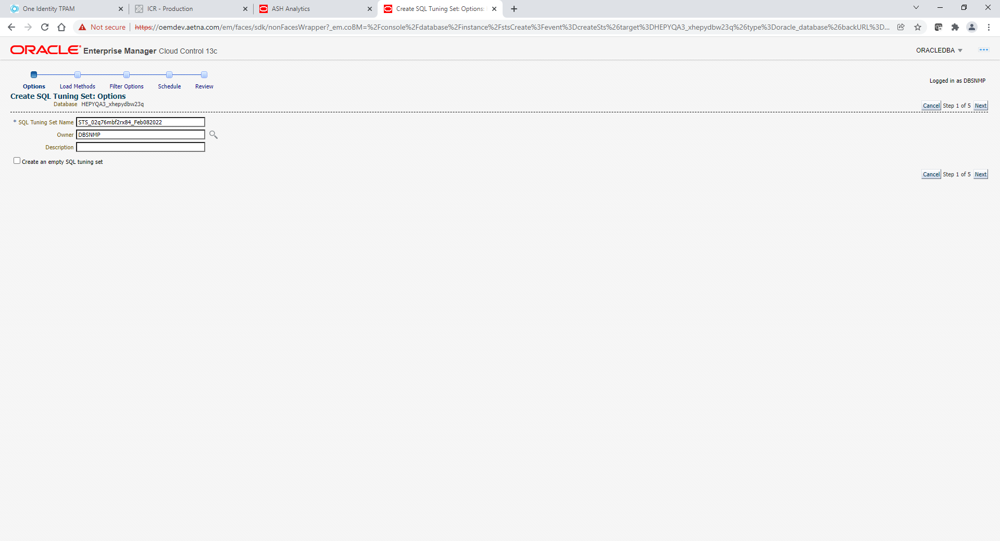 One Identity TPAM
ICR - Production
ASH Analytics
Create SQL Tuning Set: Options:
Not secure
https://oemdev.aetna.com/em/faces/sdk/nonFacesWrapper?_em.coBM=%2Fconsole%2Fdatabase%2Finstance%2FstsCreate%3Fevent%3DcreateSts%26target%3DHEPYQA3_xhepydbw23q%26type%3Doracle_database%26backURL%3D...
ORACLE Enterprise Manager Cloud Control 13c
ORACLEDBA
Options
Load Methods
Filter Options
Schedule
Review
Logged in as DBSNMP
Create SQL Tuning Set: Options
Database HEPYQA3_xhepydbw23q
Cancel Step 1 of 5 Next
* SQL Tuning Set Name STS_02q76mbf2rx84_Feb082022
Owner DBSNMP
Description
Create an empty SQL tuning set
Cancel Step 1 of 5 Next